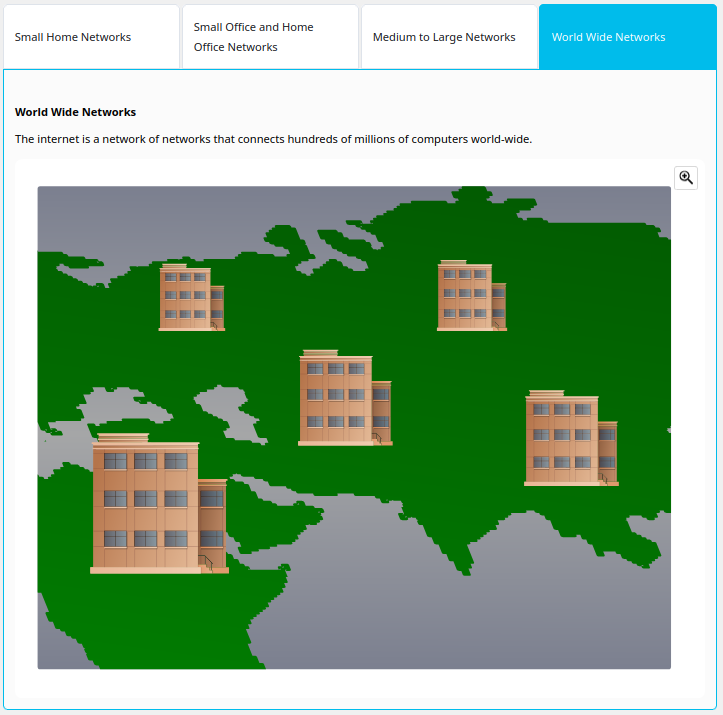 Small Home Networks
Small Office and Home
Office Networks
Medium to Large Networks
World Wide Networks
World Wide Networks
The internet is a network of networks that connects hundreds of millions of computers world-wide.